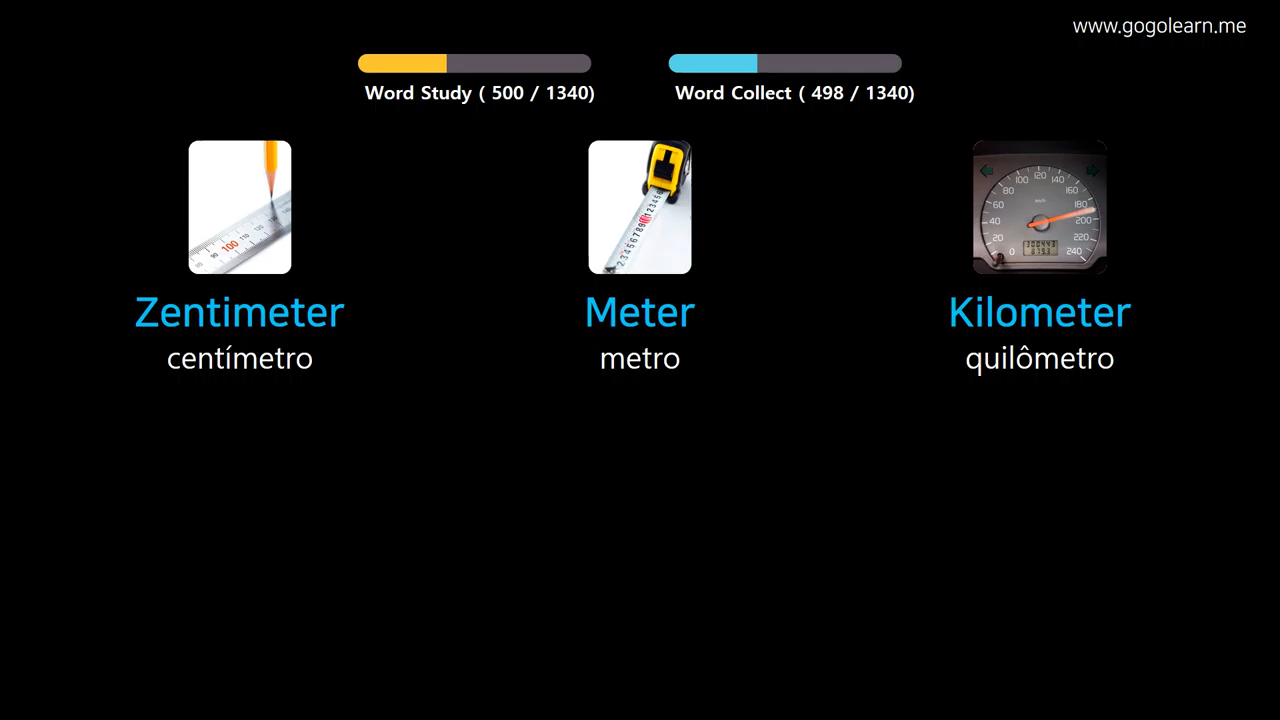 www.gogolearn.me
Word Study ( 500 / 1340)
Word Collect ( 498 / 1340)
Zentimeter
centímetro
Meter
metro
Kilometer
quilômetro